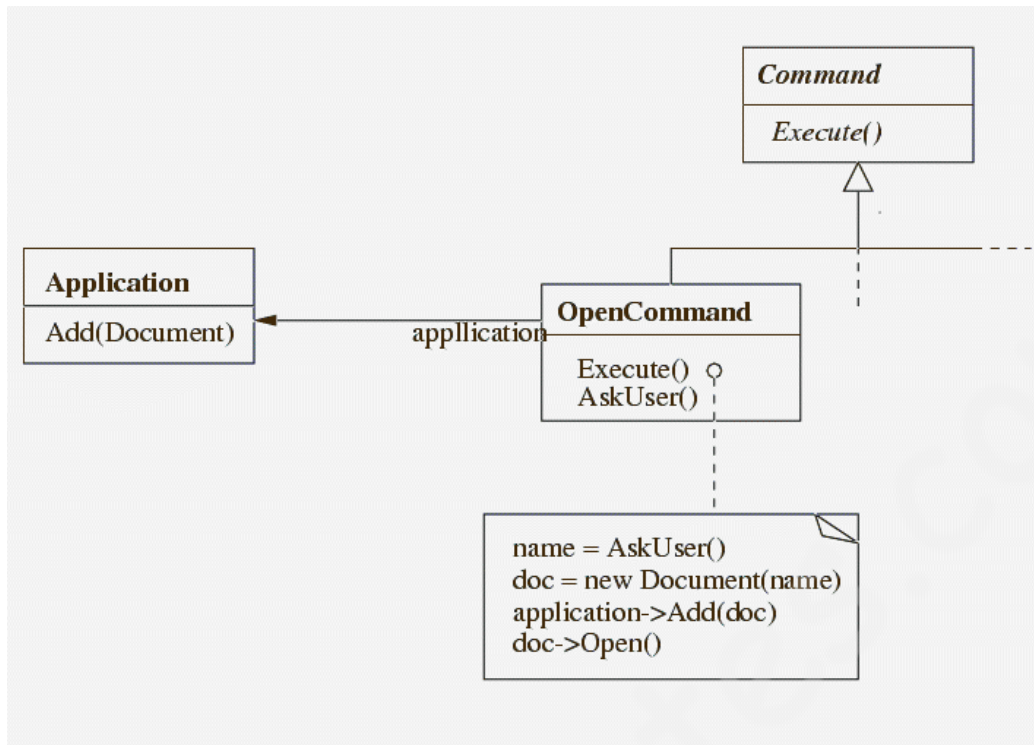 Command
Execute()
Application
Add(Document)
appllication
OpenCommand
Execute()
AskUser()
name = AskUser()
doc = new Document(name)
application->Add(doc)
doc->Open()